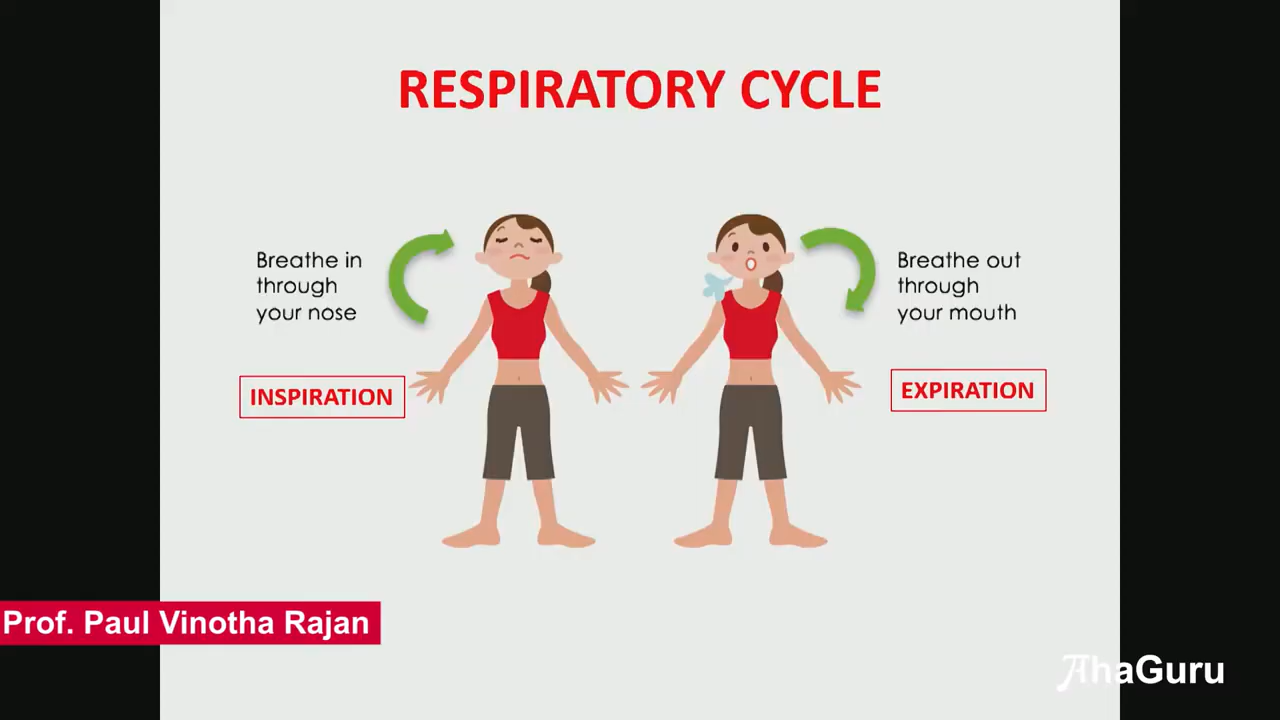 RESPIRATORY CYCLE
Breathe in
through
your nose
INSPIRATION
Breathe out
through
your mouth
EXPIRATION
Prof. Paul Vinotha Rajan
AhaGuru